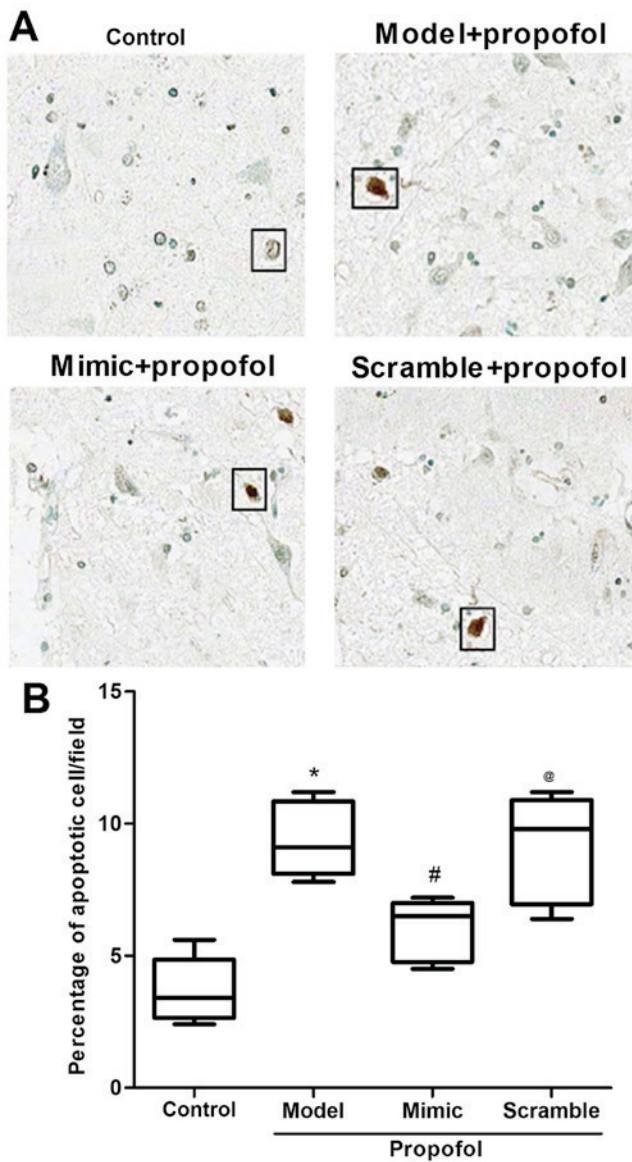 A
Control
Model+propofol
Mimic+propofol
Scramble+propofol
B
Percentage of apoptotic cell/field
15
10
5
0
*
#
@
Control
Model
Mimic
Scramble
Propofol